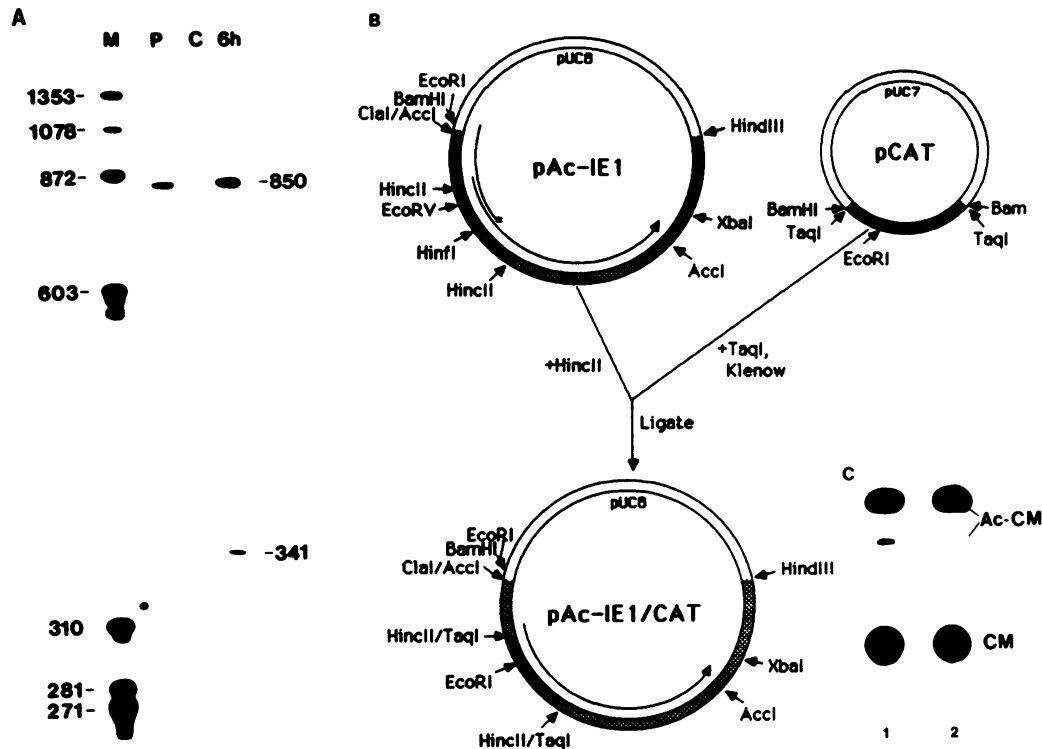 A
M P C 6h
1353-
1078-
872- -850
603-
-341
310
281-
271-
B
pUC8
EcoRI
BamHI
ClaI/AccI
HindIII
pAc-IE1
HincII
EcoRV
HinfI
HincII
XbaI
AccI
pUC7
pCAT
BamHI
TaqI
EcoRI
Bam
TaqI
+HincII
+TaqI,
Klenow
Ligate
pUC8
EcoRI
BamHI
ClaI/AccI
HindIII
pAc-IE1/CAT
HincII/TaqI
EcoRI
HincII/TaqI
XbaI
AccI
C
Ac-CM
CM
1 2